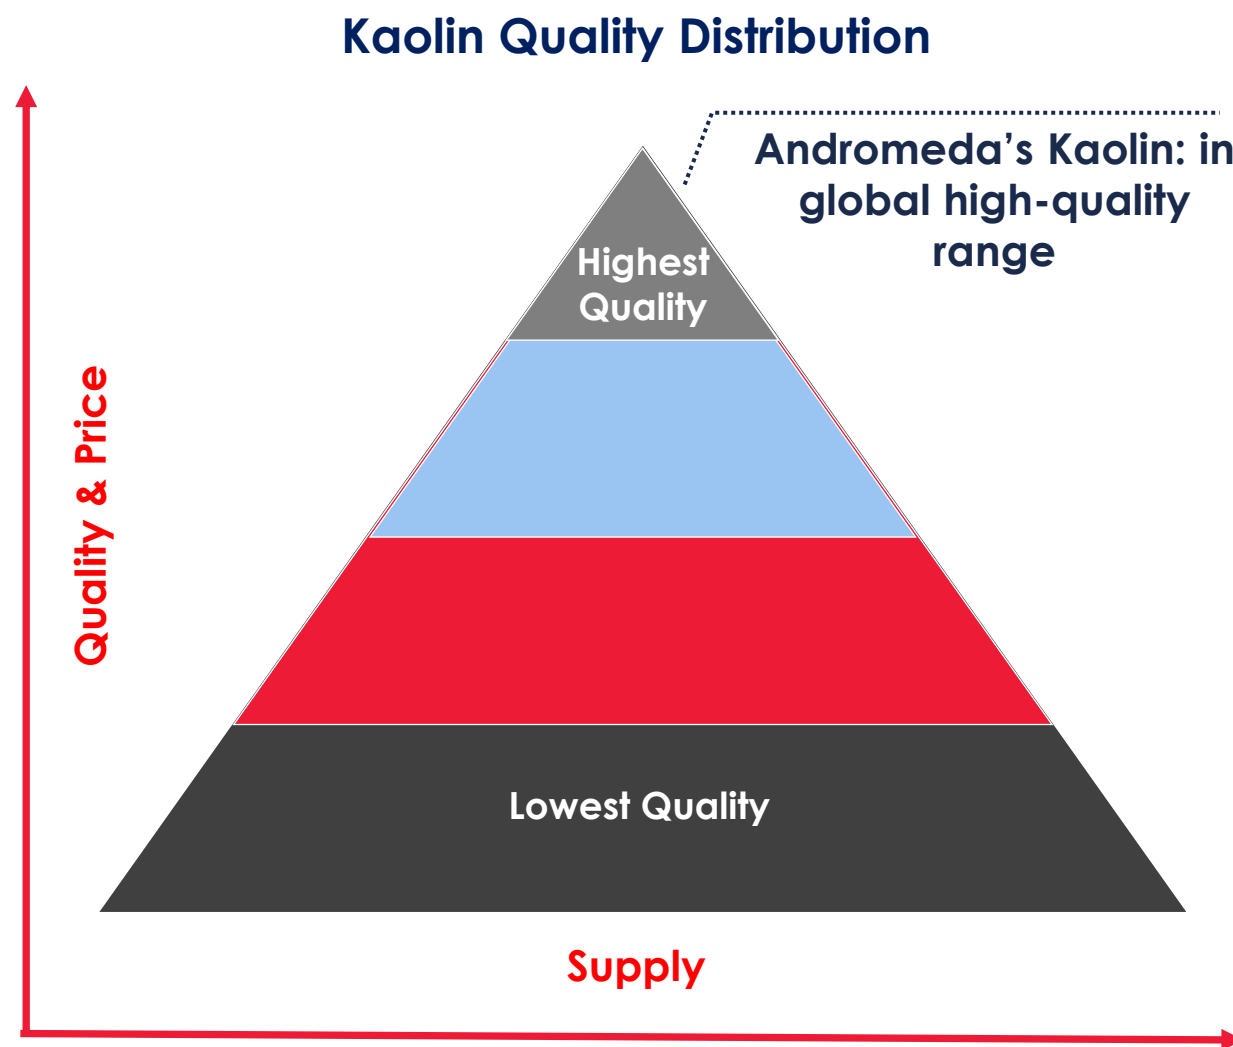 Kaolin Quality Distribution
Andromeda’s Kaolin: in
global high-quality
range
Highest
Quality
Quality & Price
Lowest Quality
Supply